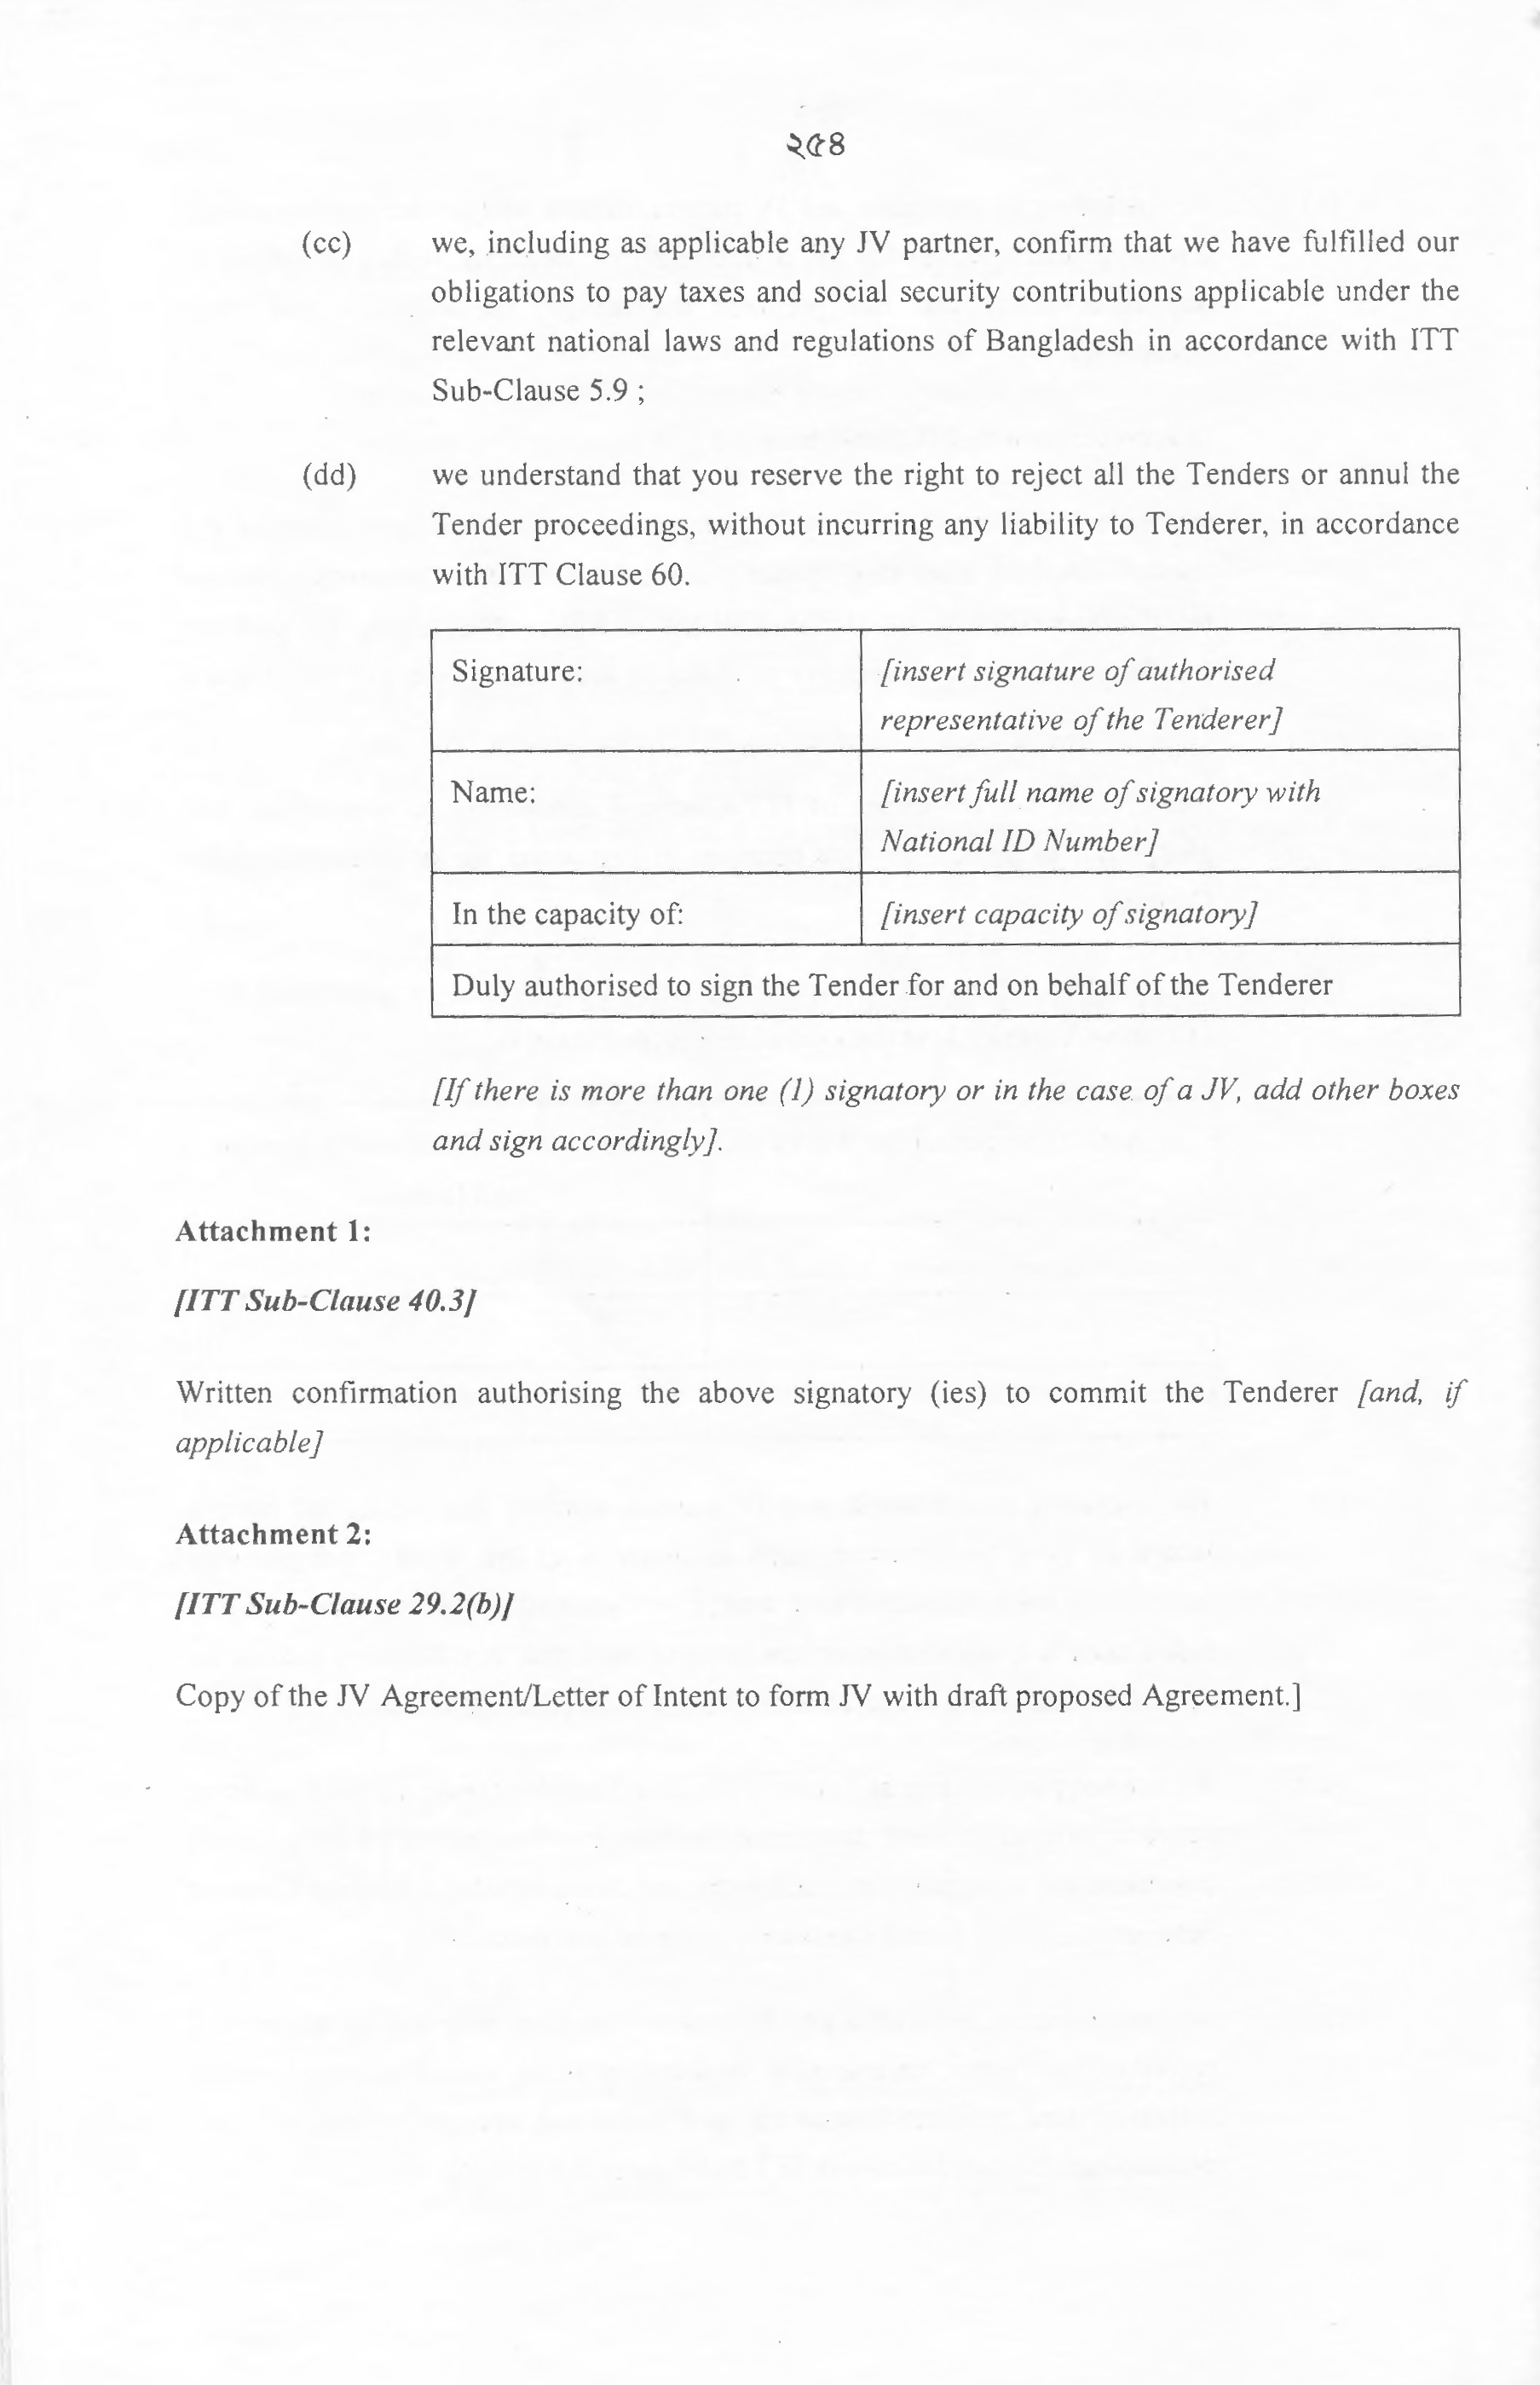 ২৫৪
(cc) we, including as applicable any JV partner, confirm that we have fulfilled our
obligations to pay taxes and social security contributions applicable under the
relevant national laws and regulations of Bangladesh in accordance with ITT
Sub-Clause 5.9 ;
(dd) we understand that you reserve the right to reject all the Tenders or annul the
Tender proceedings, without incurring any liability to Tenderer, in accordance
with ITT Clause 60.
Signature: [insert signature of authorised
representative of the Tenderer]
Name: [insert full name of signatory with
National ID Number]
In the capacity of: [insert capacity of signatory]
Duly authorised to sign the Tender for and on behalf of the Tenderer
[If there is more than one (1) signatory or in the case of a JV, add other boxes
and sign accordingly].
Attachment 1:
[ITT Sub-Clause 40.3]
Written confirmation authorising the above signatory (ies) to commit the Tenderer [and, if
applicable]
Attachment 2:
[ITT Sub-Clause 29.2(b)]
Copy of the JV Agreement/Letter of Intent to form JV with draft proposed Agreement.]